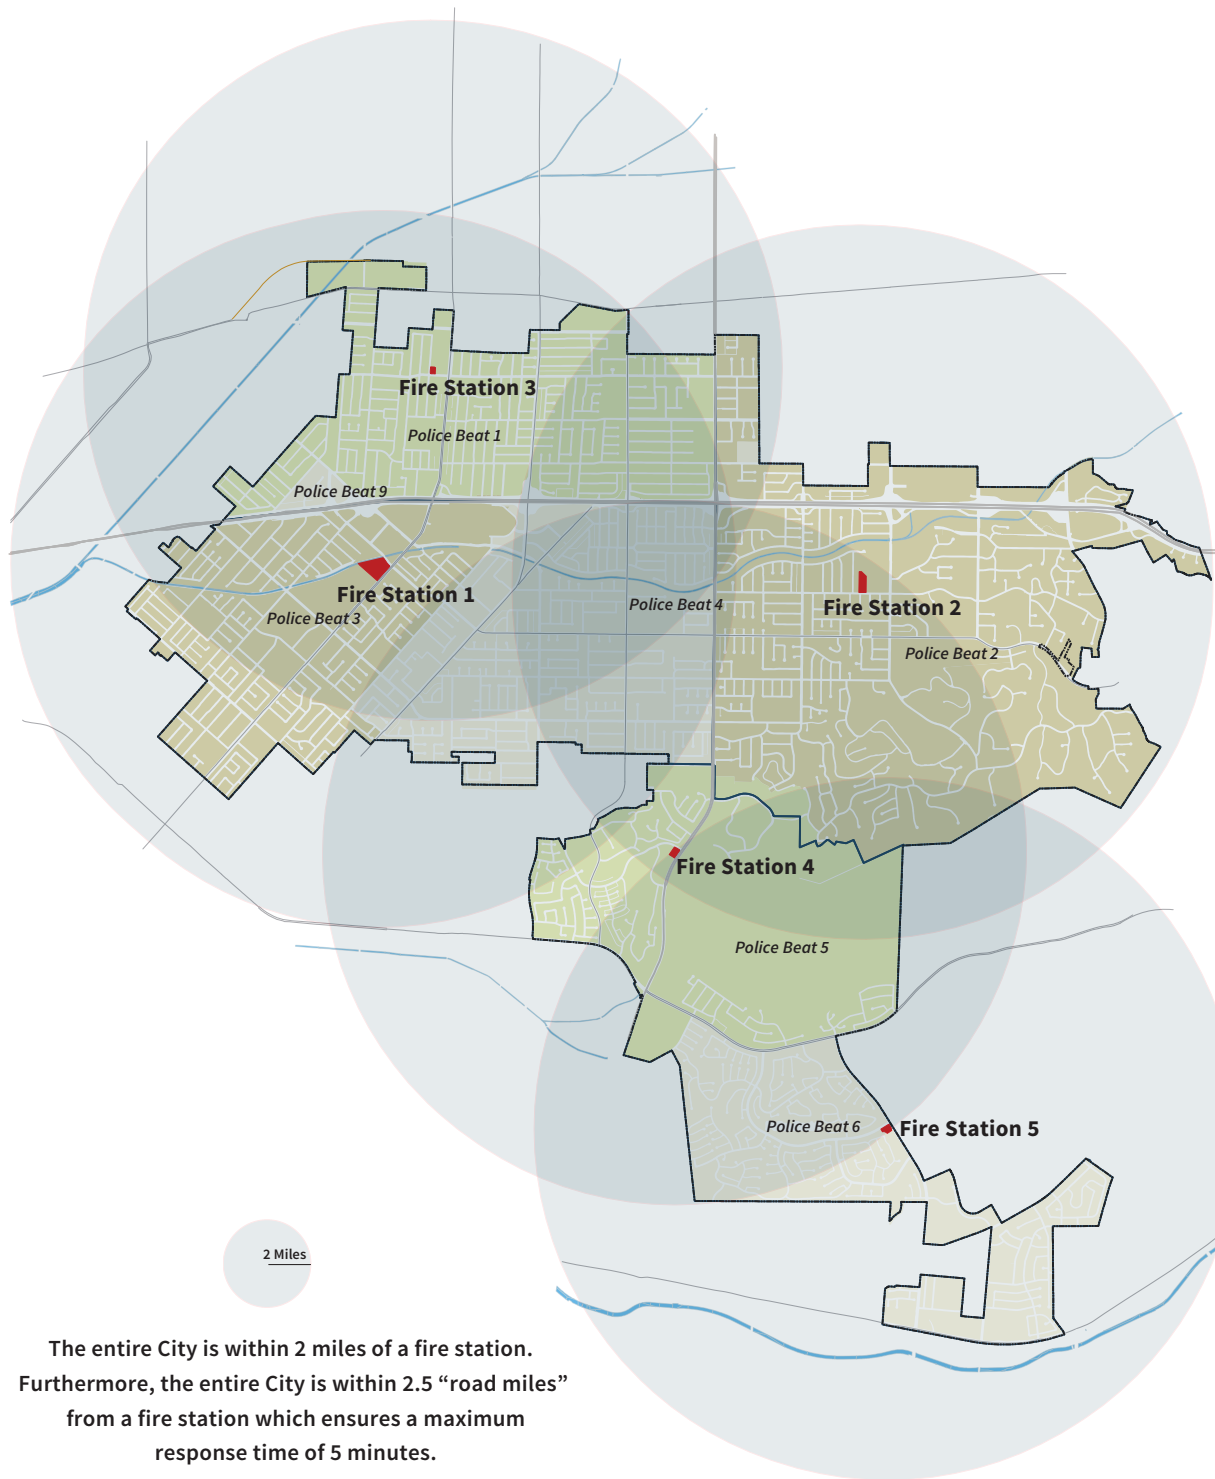 Fire Station 3
Police Beat 1
Police Beat 9
Fire Station 1
Police Beat 3
Police Beat 4
Fire Station 2
Police Beat 2
Fire Station 4
Police Beat 5
Police Beat 6
Fire Station 5
2 Miles
The entire City is within 2 miles of a fire station.
Furthermore, the entire City is within 2.5 “road miles”
from a fire station which ensures a maximum
response time of 5 minutes.